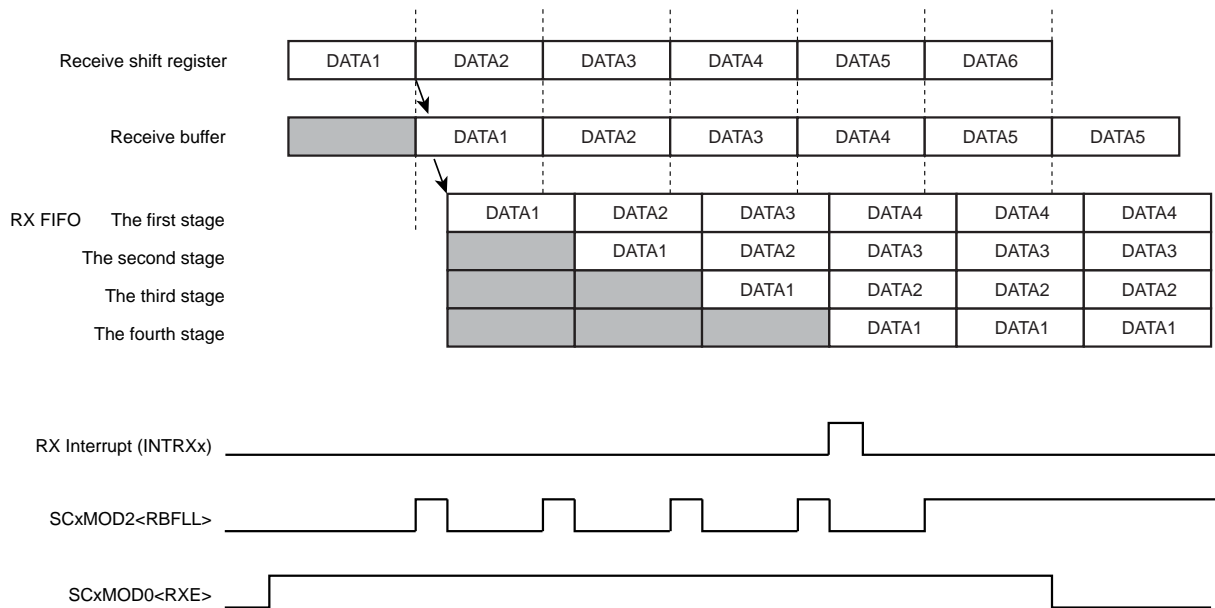 Receive shift register DATA1 DATA2 DATA3 DATA4 DATA5 DATA6
Receive buffer DATA1 DATA2 DATA3 DATA4 DATA5 DATA5
RX FIFO The first stage DATA1 DATA2 DATA3 DATA4 DATA4 DATA4
The second stage DATA1 DATA2 DATA3 DATA3 DATA3
The third stage DATA1 DATA2 DATA2 DATA2
The fourth stage DATA1 DATA1 DATA1
RX Interrupt (INTRXx)
SCxMOD2<RBFLL>
SCxMOD0<RXE>